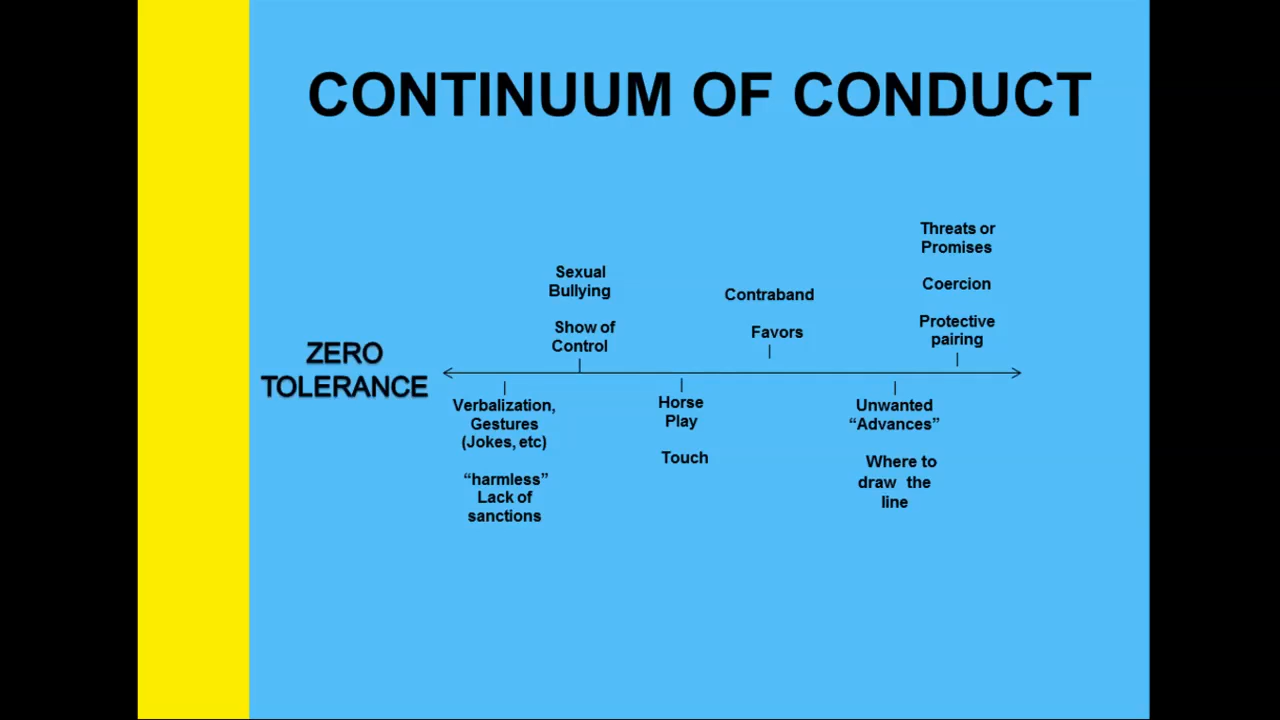 CONTINUUM OF CONDUCT
ZERO
TOLERANCE
Verbalization,
Gestures
(Jokes, etc)
“harmless”
Lack of
sanctions
Sexual
Bullying
Show of
Control
Horse
Play
Touch
Contraband
Favors
Unwanted
“Advances”
Where to
draw the
line
Threats or
Promises
Coercion
Protective
pairing